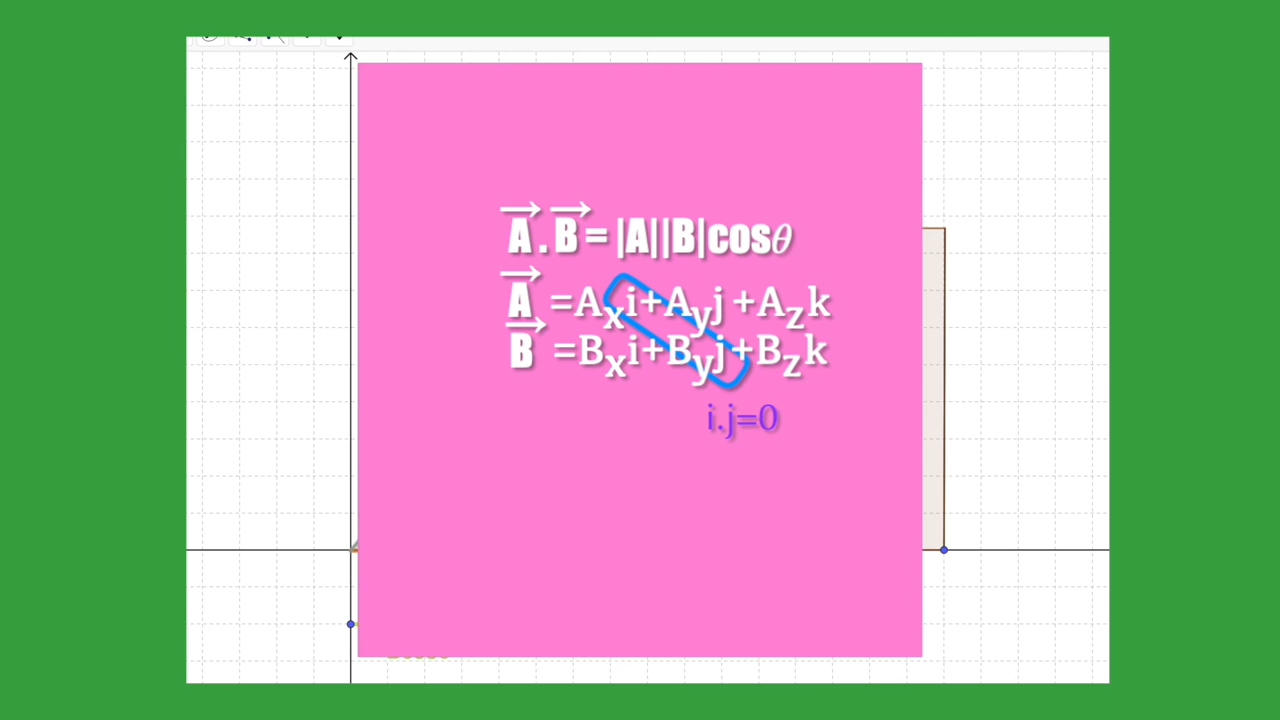 A . B = |A||B|cosθ
A =Axi+Ayj +Azk
B =Bxi+Byj+Bzk
i.j=0